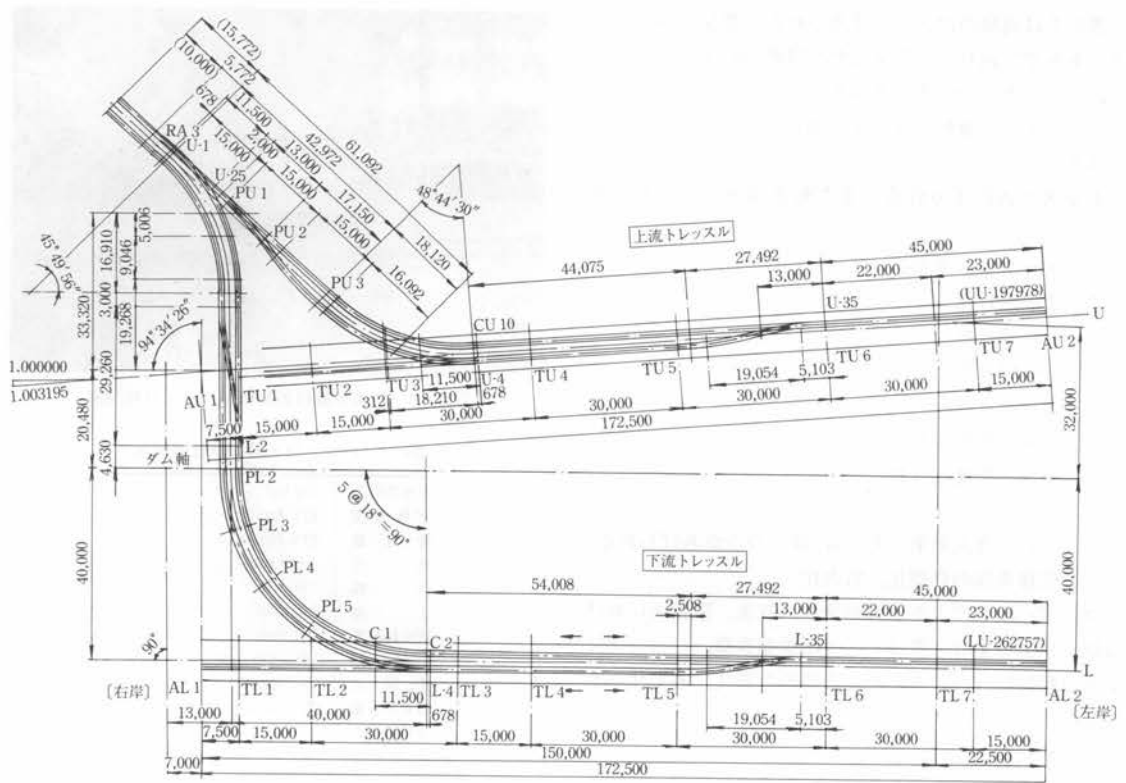 (15,772)
(10,000)
5,772
678
11,500
42,972
61,092
15,000
2,000
13,000
15,000
17,150
15,000
18,120
16,092
48°44′30″
RA 3
U-1
U-25
PU 1
PU 2
PU 3
45°49′56″
33,320
16,910
5,006
9,046
3,000
19,268
94°34′26″
上流トレッスル
44,075
27,492
45,000
13,000
22,000
23,000
CU 10
U-35
(UU-197978)
U
1.000000
1.003195
29,260
20,480
4,630
AU 1
TU 1
TU 2
TU 3
U-4
TU 4
TU 5
TU 6
TU 7
AU 2
11,500
312
18,210
678
19,054
5,103
7,500
15,000
15,000
30,000
30,000
30,000
30,000
15,000
172,500
32,000
L-2
ダム軸
PL 2
5@18°=90°
PL 3
PL 4
PL 5
40,000
40,000
下流トレッスル
54,008
27,492
45,000
2,508
13,000
22,000
23,000
C 1
C 2
L-35
(LU-262757)
L
90°
〔右岸〕
AL 1
TL 1
TL 2
L-4
TL 3
TL 4
TL 5
TL 6
TL 7
AL 2
〔左岸〕
11,500
678
19,054
5,103
13,000
40,000
7,500
15,000
30,000
15,000
30,000
30,000
30,000
15,000
150,000
22,500
7,000
172,500